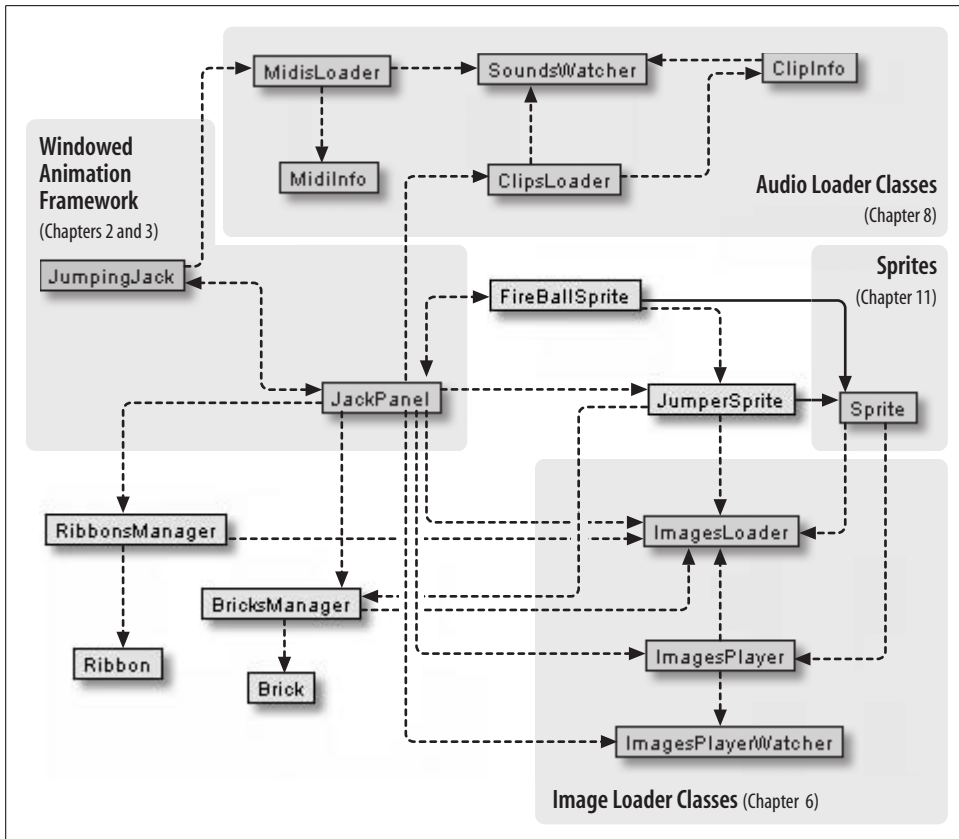 MidisLoader
SoundsWatcher
ClipInfo
Windowed
Animation
Framework
(Chapters 2 and 3)
MidiInfo
ClipsLoader
Audio Loader Classes
(Chapter 8)
JumpingJack
FireBallSprite
Sprites
(Chapter 11)
JackPanel
JumperSprite
Sprite
RibbonsManager
ImagesLoader
BricksManager
Ribbon
Brick
ImagesPlayer
ImagesPlayerWatcher
Image Loader Classes (Chapter 6)